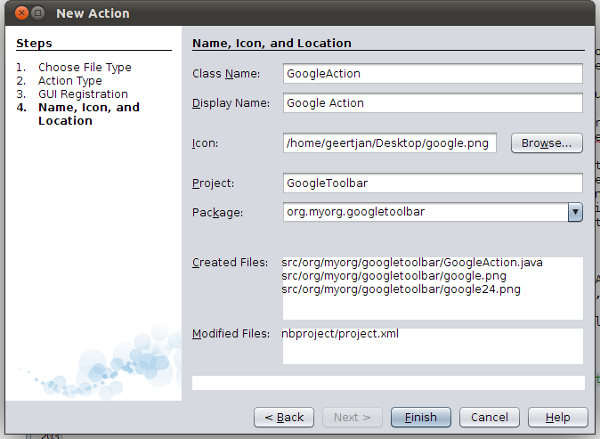 New Action
Steps
1. Choose File Type
2. Action Type
3. GUI Registration
4. Name, Icon, and
Location
Name, Icon, and Location
Class Name: GoogleAction
Display Name: Google Action
Icon: /home/geertjan/Desktop/google.png Browse...
Project: GoogleToolbar
Package: org.myorg.googletoolbar
Created Files: src/org/myorg/googletoolbar/GoogleAction.java
src/org/myorg/googletoolbar/google.png
src/org/myorg/googletoolbar/google24.png
Modified Files: nbproject/project.xml
< Back Next > Finish Cancel Help